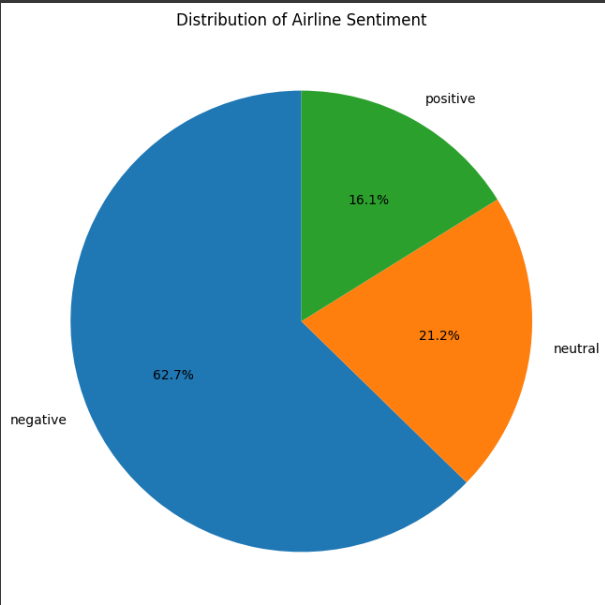 Distribution of Airline Sentiment
positive
16.1%
21.2%
neutral
62.7%
negative